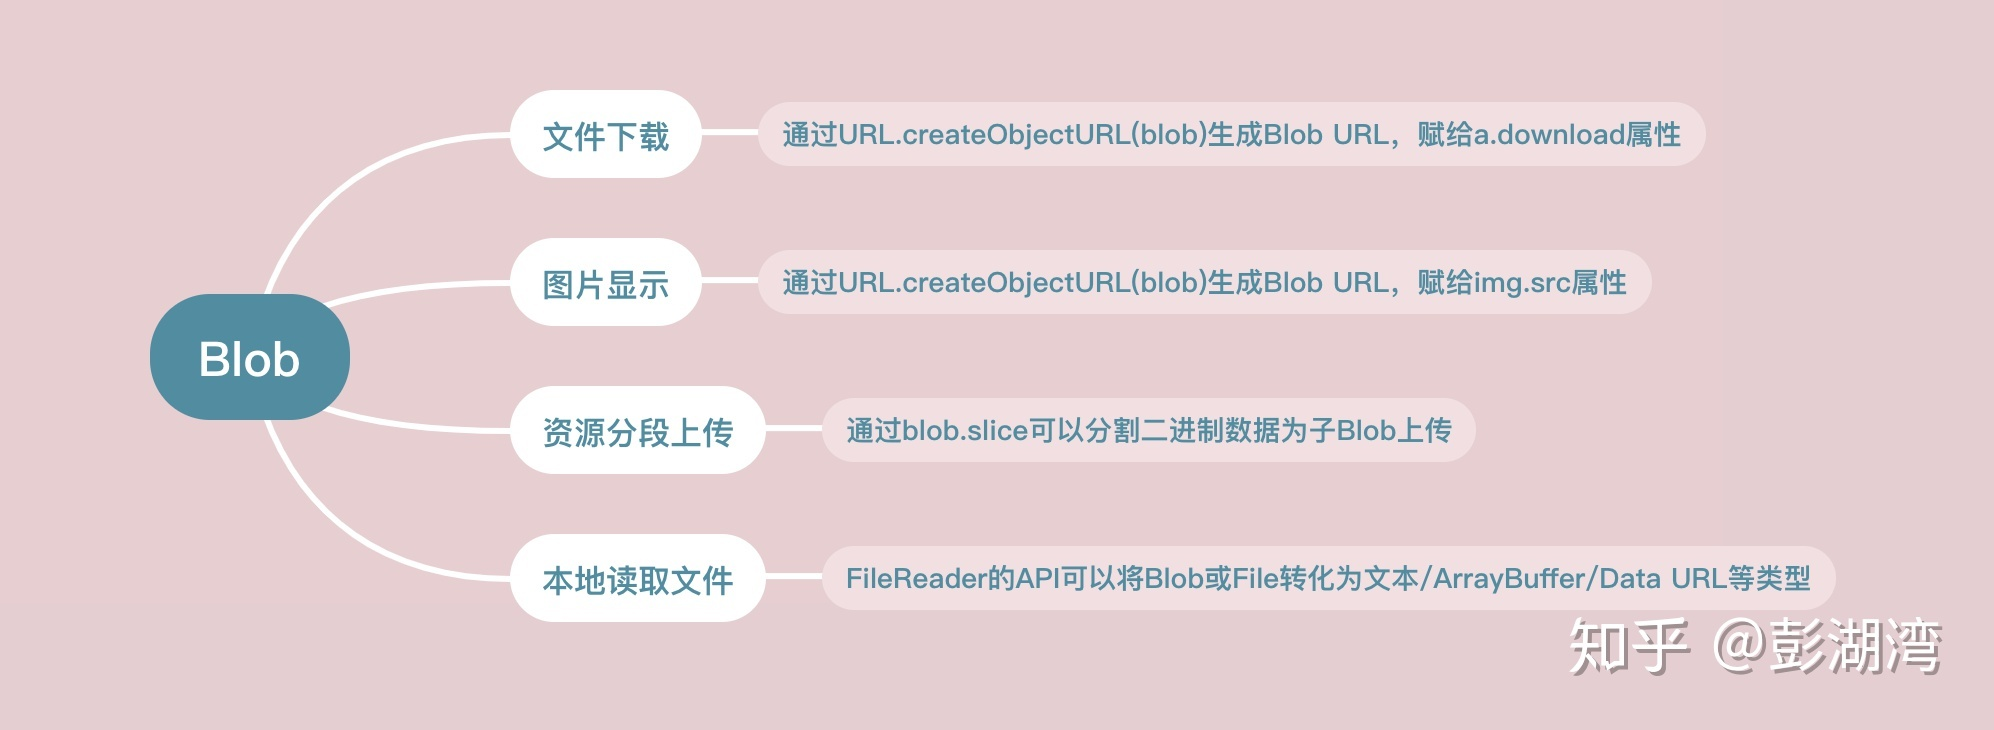 文件下载
通过URL.createObjectURL(blob)生成Blob URL，赋给a.download属性
图片显示
通过URL.createObjectURL(blob)生成Blob URL，赋给img.src属性
Blob
资源分段上传
通过blob.slice可以分割二进制数据为子Blob上传
本地读取文件
FileReader的API可以将Blob或File转化为文本/ArrayBuffer/Data URL等类型
知乎 @彭湖湾